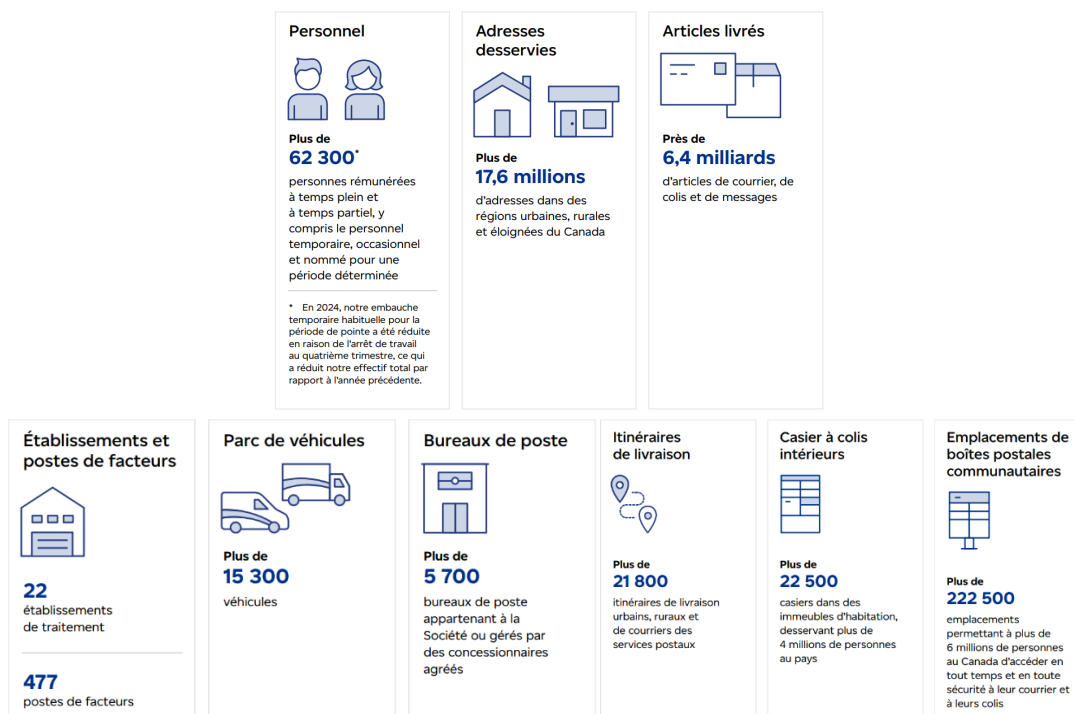 Personnel
Plus de
62 300*
personnes rémunérées
à temps plein et
à temps partiel, y
compris le personnel
temporaire, occasionnel
et nommé pour une
période déterminée
* En 2024, notre embauche
temporaire habituelle pour la
période de pointe a été réduite
en raison de l'arrêt de travail
au quatrième trimestre, ce qui
a réduit notre effectif total par
rapport à l'année précédente.
Adresses
desservies
Plus de
17,6 millions
d'adresses dans des
régions urbaines, rurales
et éloignées du Canada
Articles livrés
Près de
6,4 milliards
d'articles de courrier, de
colis et de messages
Établissements et
postes de facteurs
22
établissements
de traitement
477
postes de facteurs
Parc de véhicules
Plus de
15 300
véhicules
Bureaux de poste
Plus de
5 700
bureaux de poste
appartenant à la
Société ou gérés par
des concessionnaires
agréés
Itinéraires
de livraison
Plus de
21 800
itinéraires de livraison
urbains, ruraux et
de courriers des
services postaux
Casier à colis
intérieurs
Plus de
22 500
casiers dans des
immeubles d'habitation,
desservant plus de
4 millions de personnes
au pays
Emplacements de
boîtes postales
communautaires
Plus de
222 500
emplacements
permettant à plus de
6 millions de personnes
au Canada d'accéder en
tout temps et en toute
sécurité à leur courrier et
à leurs colis